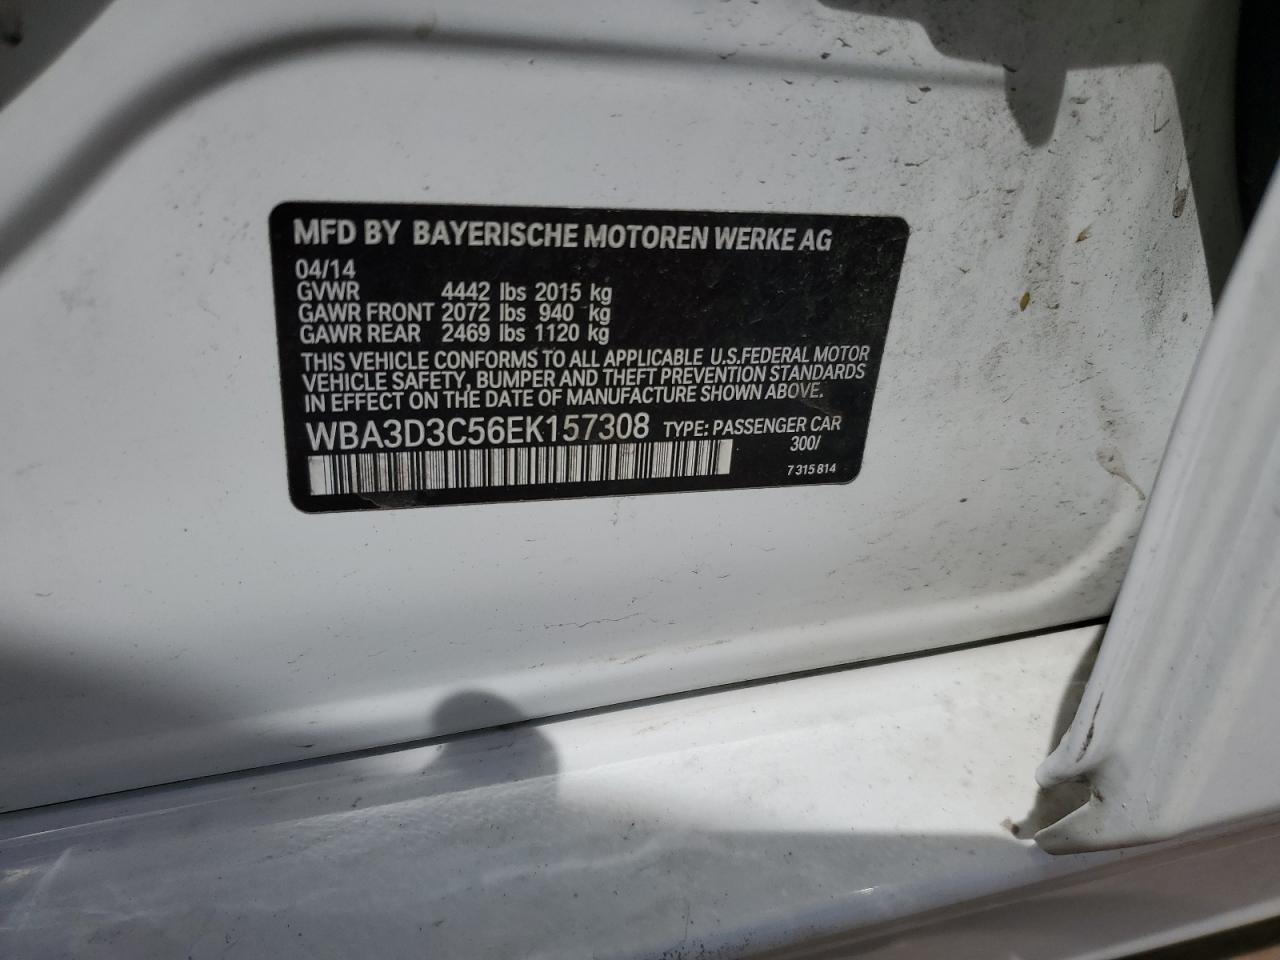 MFD BY BAYERISCHE MOTOREN WERKE AG
04/14
GVWR 4442 lbs 2015 kg
GAWR FRONT 2072 lbs 940 kg
GAWR REAR 2469 lbs 1120 kg
THIS VEHICLE CONFORMS TO ALL APPLICABLE U.S.FEDERAL MOTOR
VEHICLE SAFETY, BUMPER AND THEFT PREVENTION STANDARDS
IN EFFECT ON THE DATE OF MANUFACTURE SHOWN ABOVE.
WBA3D3C56EK157308 TYPE: PASSENGER CAR
300/
7 315 814